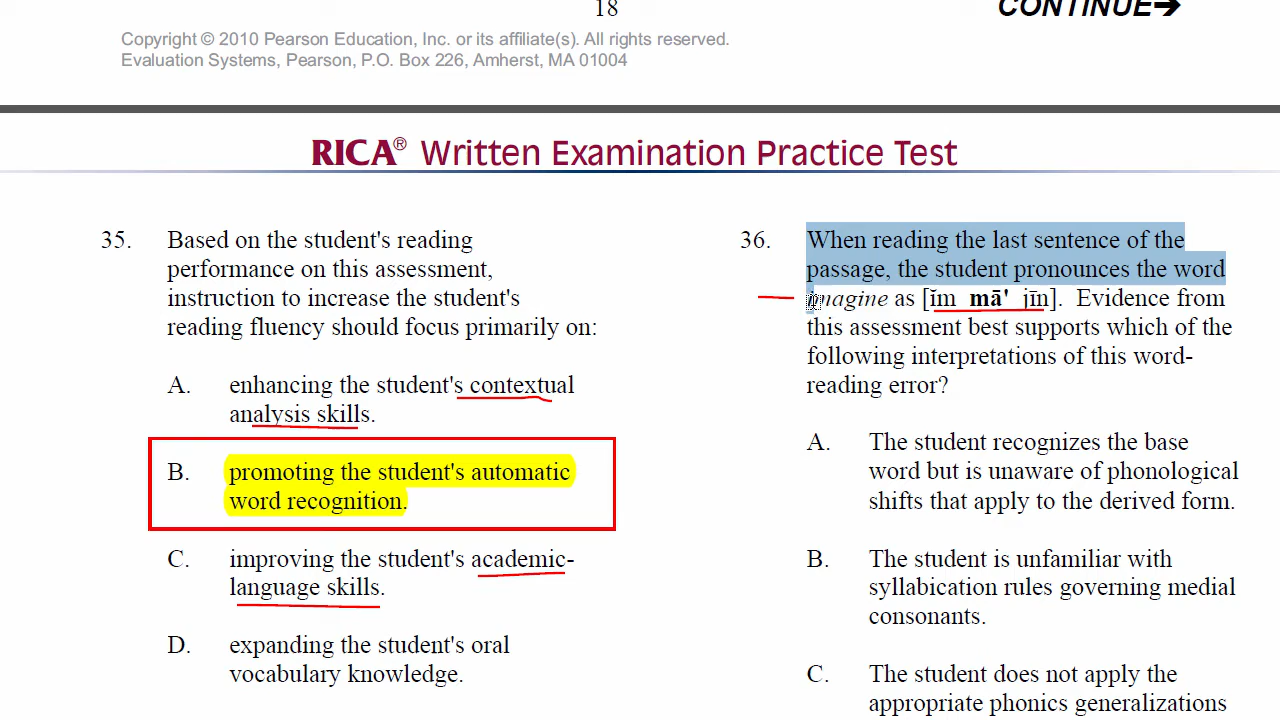 18
CONTINUE➔
Copyright © 2010 Pearson Education, Inc. or its affiliate(s). All rights reserved.
Evaluation Systems, Pearson, P.O. Box 226, Amherst, MA 01004
RICA® Written Examination Practice Test
35. Based on the student's reading
performance on this assessment,
instruction to increase the student's
reading fluency should focus primarily on:
A. enhancing the student's contextual
analysis skills.
B. promoting the student's automatic
word recognition.
C. improving the student's academic-
language skills.
D. expanding the student's oral
vocabulary knowledge.
36. When reading the last sentence of the
passage, the student pronounces the word
imagine as [ĭm mā' jīn]. Evidence from
this assessment best supports which of the
following interpretations of this word-
reading error?
A. The student recognizes the base
word but is unaware of phonological
shifts that apply to the derived form.
B. The student is unfamiliar with
syllabication rules governing medial
consonants.
C. The student does not apply the
appropriate phonics generalizations